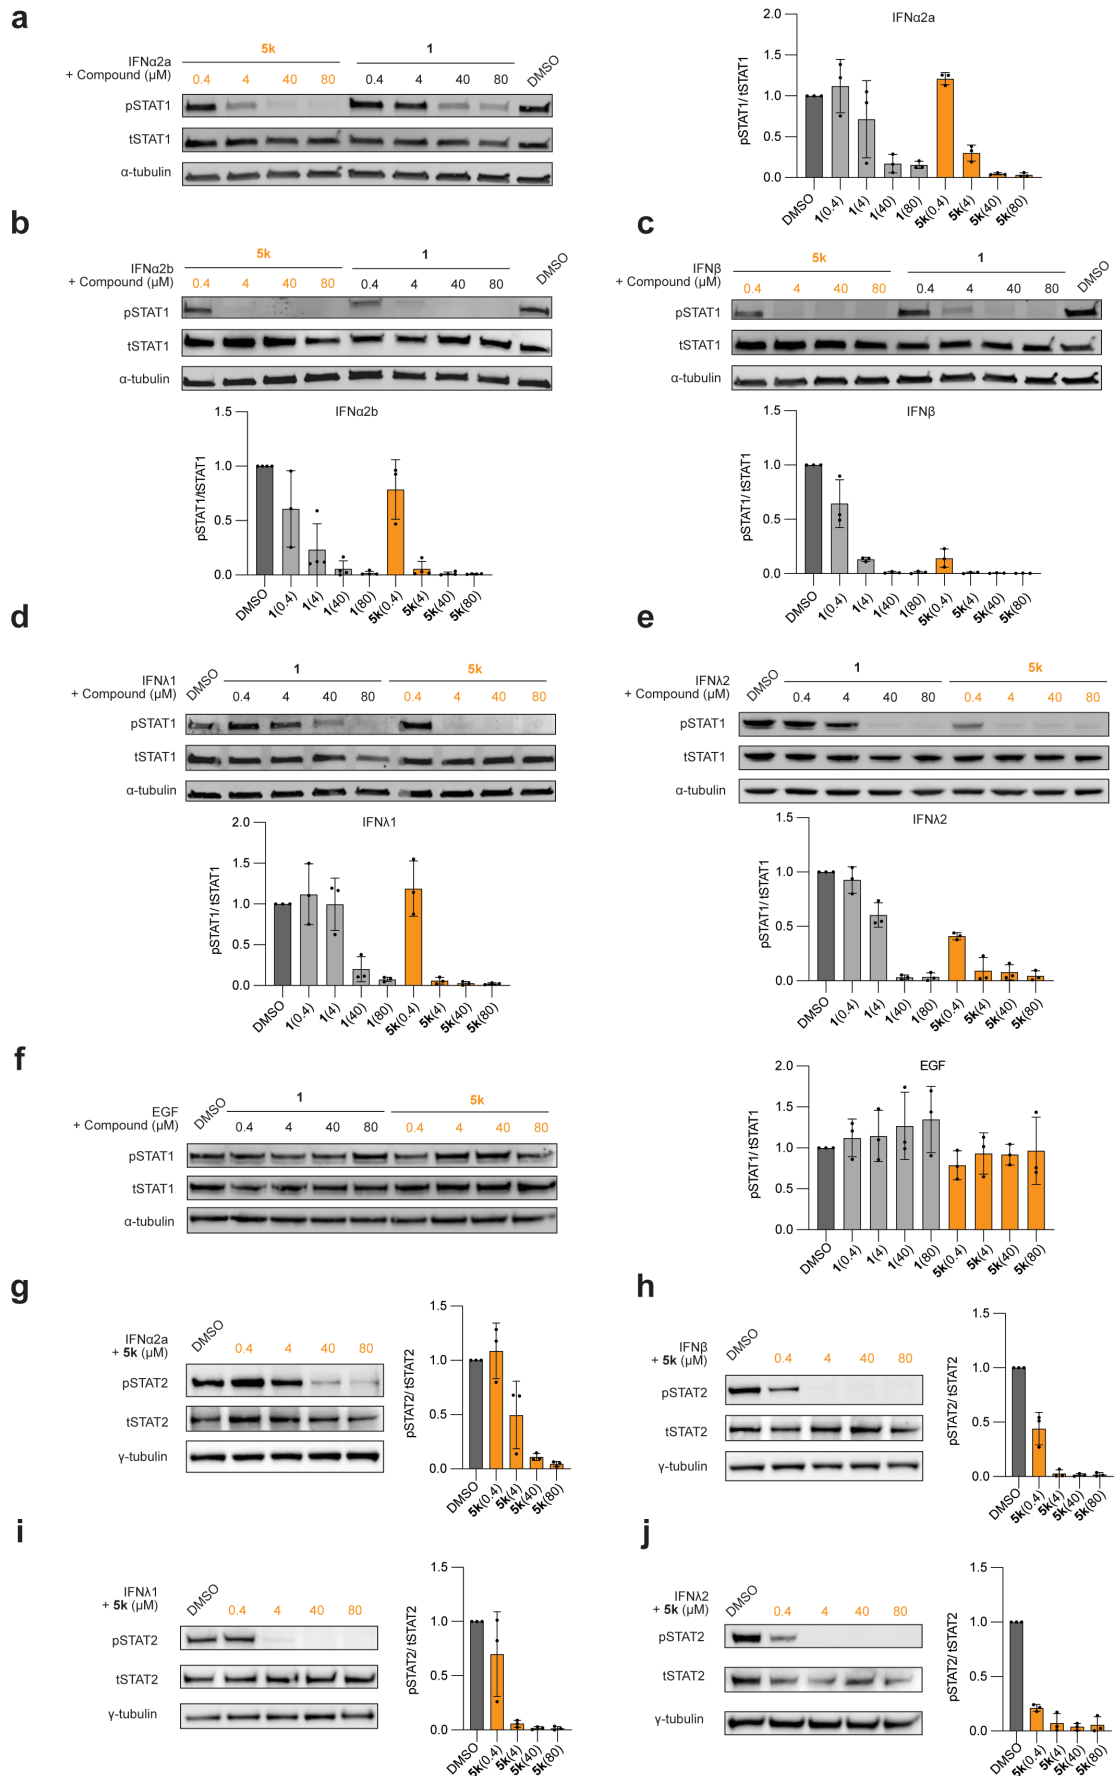 a
5k 1
IFNα2a
+ Compound (µM) 0.4 4 40 80 0.4 4 40 80 DMSO
pSTAT1
tSTAT1
α-tubulin
IFNα2a
pSTAT1/ tSTAT1
2.0
1.5
1.0
0.5
0.0
DMSO 1(0.4) 1(4) 1(40) 1(80) 5k(0.4) 5k(4) 5k(40) 5k(80)
b
5k 1
IFNα2b
+ Compound (µM) 0.4 4 40 80 0.4 4 40 80 DMSO
pSTAT1
tSTAT1
α-tubulin
IFNα2b
pSTAT1/tSTAT1
1.5
1.0
0.5
0.0
DMSO 1(0.4) 1(4) 1(40) 1(80) 5k(0.4) 5k(4) 5k(40) 5k(80)
c
5k 1
IFNβ
+ Compound (µM) 0.4 4 40 80 0.4 4 40 80 DMSO
pSTAT1
tSTAT1
α-tubulin
IFNβ
pSTAT1/ tSTAT1
1.5
1.0
0.5
0.0
DMSO 1(0.4) 1(4) 1(40) 1(80) 5k(0.4) 5k(4) 5k(40) 5k(80)
d
1 5k
IFNλ1
+ Compound (µM) DMSO 0.4 4 40 80 0.4 4 40 80
pSTAT1
tSTAT1
α-tubulin
IFNλ1
pSTAT1/ tSTAT1
2.0
1.5
1.0
0.5
0.0
DMSO 1(0.4) 1(4) 1(40) 1(80) 5k(0.4) 5k(4) 5k(40) 5k(80)
e
1 5k
IFNλ2
+ Compound (µM) DMSO 0.4 4 40 80 0.4 4 40 80
pSTAT1
tSTAT1
α-tubulin
IFNλ2
pSTAT1/ tSTAT1
1.5
1.0
0.5
0.0
DMSO 1(0.4) 1(4) 1(40) 1(80) 5k(0.4) 5k(4) 5k(40) 5k(80)
f
1 5k
EGF
+ Compound (µM) DMSO 0.4 4 40 80 0.4 4 40 80
pSTAT1
tSTAT1
α-tubulin
EGF
pSTAT1/ tSTAT1
2.0
1.5
1.0
0.5
0.0
DMSO 1(0.4) 1(4) 1(40) 1(80) 5k(0.4) 5k(4) 5k(40) 5k(80)
g
IFNα2a
+ 5k (µM) DMSO 0.4 4 40 80
pSTAT2
tSTAT2
γ-tubulin
pSTAT2/ tSTAT2
1.5
1.0
0.5
0.0
DMSO 5k(0.4) 5k(4) 5k(40) 5k(80)
h
IFNβ
+ 5k (µM) DMSO 0.4 4 40 80
pSTAT2
tSTAT2
γ-tubulin
pSTAT2/ tSTAT2
1.5
1.0
0.5
0.0
DMSO 5k(0.4) 5k(4) 5k(40) 5k(80)
i
IFNλ1
+ 5k (µM) DMSO 0.4 4 40 80
pSTAT2
tSTAT2
γ-tubulin
pSTAT2/ tSTAT2
1.5
1.0
0.5
0.0
DMSO 5k(0.4) 5k(4) 5k(40) 5k(80)
j
IFNλ2
+ 5k (µM) DMSO 0.4 4 40 80
pSTAT2
tSTAT2
γ-tubulin
pSTAT2/ tSTAT2
1.5
1.0
0.5
0.0
DMSO 5k(0.4) 5k(4) 5k(40) 5k(80)